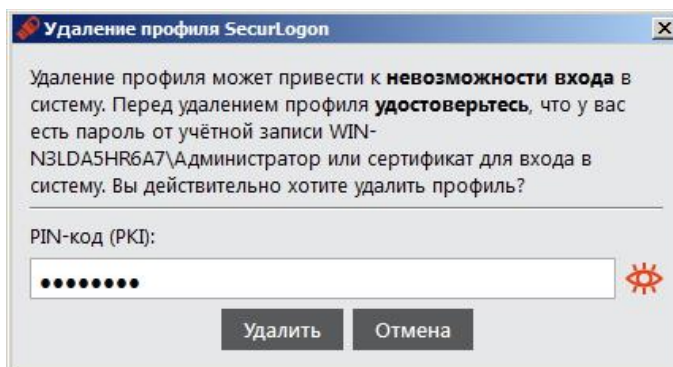 Удаление профиля SecurLogon
Удаление профиля может привести к невозможности входа в
систему. Перед удалением профиля удостоверьтесь, что у вас
есть пароль от учётной записи WIN-
N3LDA5HR6A7\Администратор или сертификат для входа в
систему. Вы действительно хотите удалить профиль?
PIN-код (PKI):
••••••••
Удалить Отмена